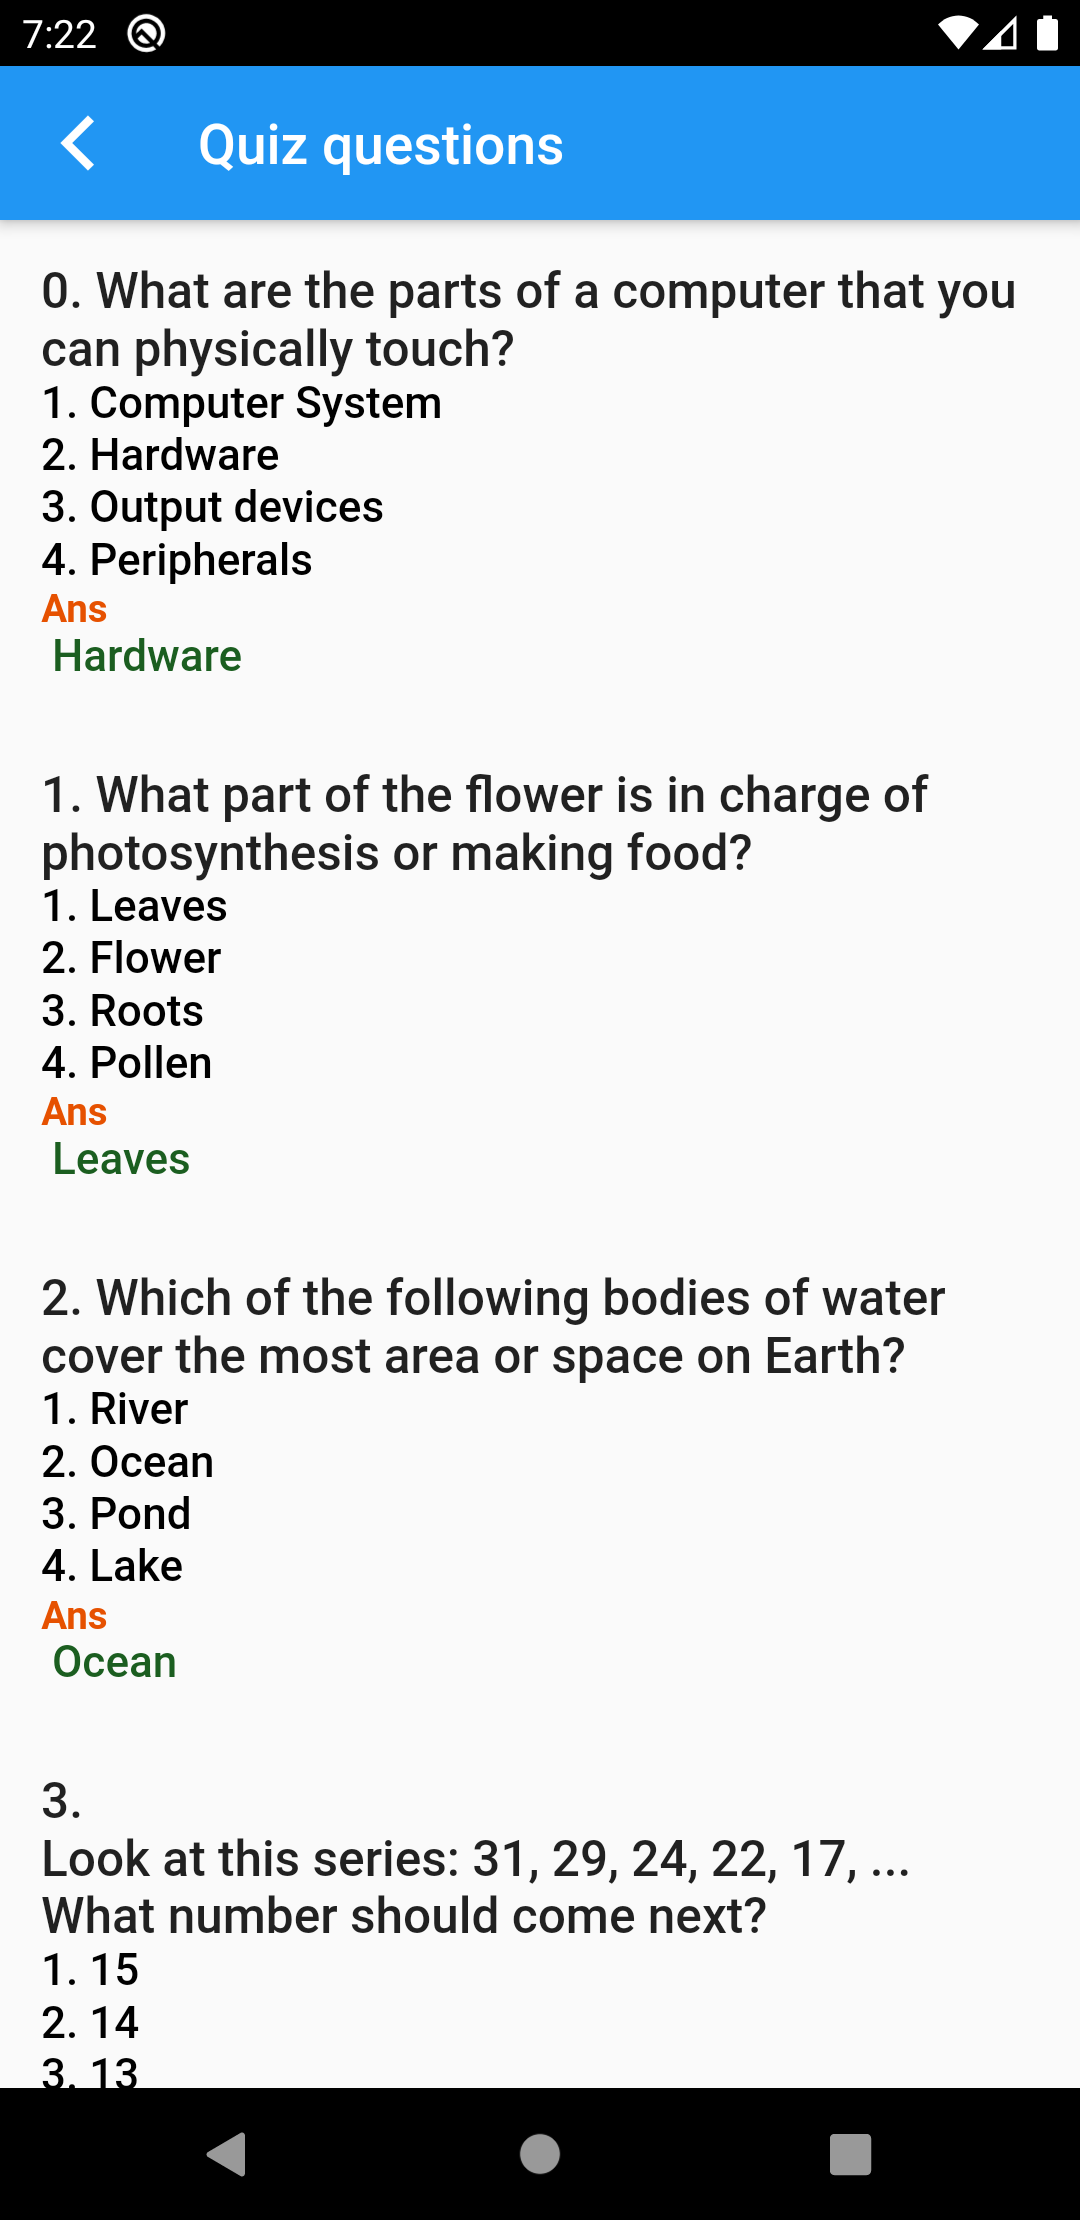 7:22
Quiz questions
0. What are the parts of a computer that you
can physically touch?
1. Computer System
2. Hardware
3. Output devices
4. Peripherals
Ans
Hardware
1. What part of the flower is in charge of
photosynthesis or making food?
1. Leaves
2. Flower
3. Roots
4. Pollen
Ans
Leaves
2. Which of the following bodies of water
cover the most area or space on Earth?
1. River
2. Ocean
3. Pond
4. Lake
Ans
Ocean
3.
Look at this series: 31, 29, 24, 22, 17, ...
What number should come next?
1. 15
2. 14
3. 13